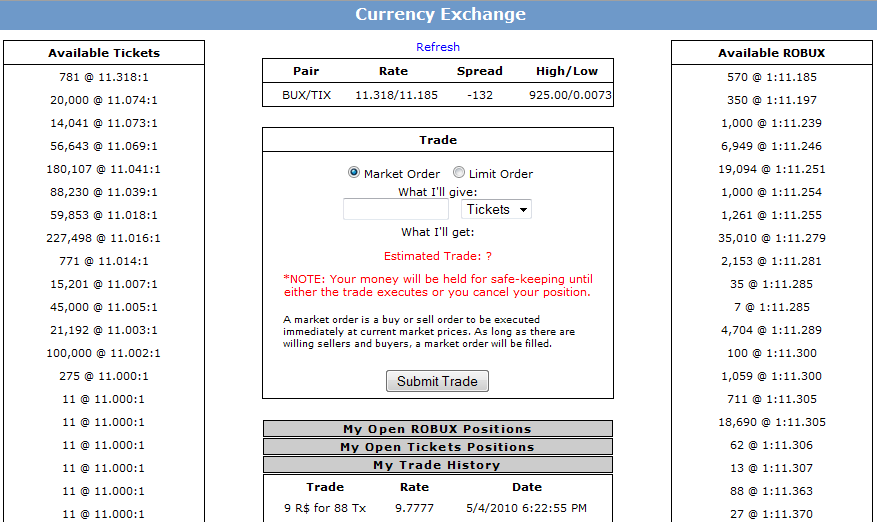 Currency Exchange
Available Tickets
781 @ 11.318:1
20,000 @ 11.074:1
14,041 @ 11.073:1
56,643 @ 11.069:1
180,107 @ 11.041:1
88,230 @ 11.039:1
59,853 @ 11.018:1
227,498 @ 11.016:1
771 @ 11.014:1
15,201 @ 11.007:1
45,000 @ 11.005:1
21,192 @ 11.003:1
100,000 @ 11.002:1
275 @ 11.000:1
11 @ 11.000:1
11 @ 11.000:1
11 @ 11.000:1
11 @ 11.000:1
11 @ 11.000:1
11 @ 11.000:1
Refresh
Pair Rate Spread High/Low
BUX/TIX 11.318/11.185 -132 925.00/0.0073
Trade
Market Order Limit Order
What I'll give:
Tickets
What I'll get:
Estimated Trade: ?
*NOTE: Your money will be held for safe-keeping until
either the trade executes or you cancel your position.
A market order is a buy or sell order to be executed
immediately at current market prices. As long as there are
willing sellers and buyers, a market order will be filled.
Submit Trade
My Open ROBUX Positions
My Open Tickets Positions
My Trade History
Trade Rate Date
9 R$ for 88 Tx 9.7777 5/4/2010 6:22:55 PM
Available ROBUX
570 @ 1:11.185
350 @ 1:11.197
1,000 @ 1:11.239
6,949 @ 1:11.246
19,094 @ 1:11.251
1,000 @ 1:11.254
1,261 @ 1:11.255
35,010 @ 1:11.279
2,153 @ 1:11.281
35 @ 1:11.285
7 @ 1:11.285
4,704 @ 1:11.289
100 @ 1:11.300
1,059 @ 1:11.300
711 @ 1:11.305
18,690 @ 1:11.305
62 @ 1:11.306
13 @ 1:11.307
88 @ 1:11.363
27 @ 1:11.370